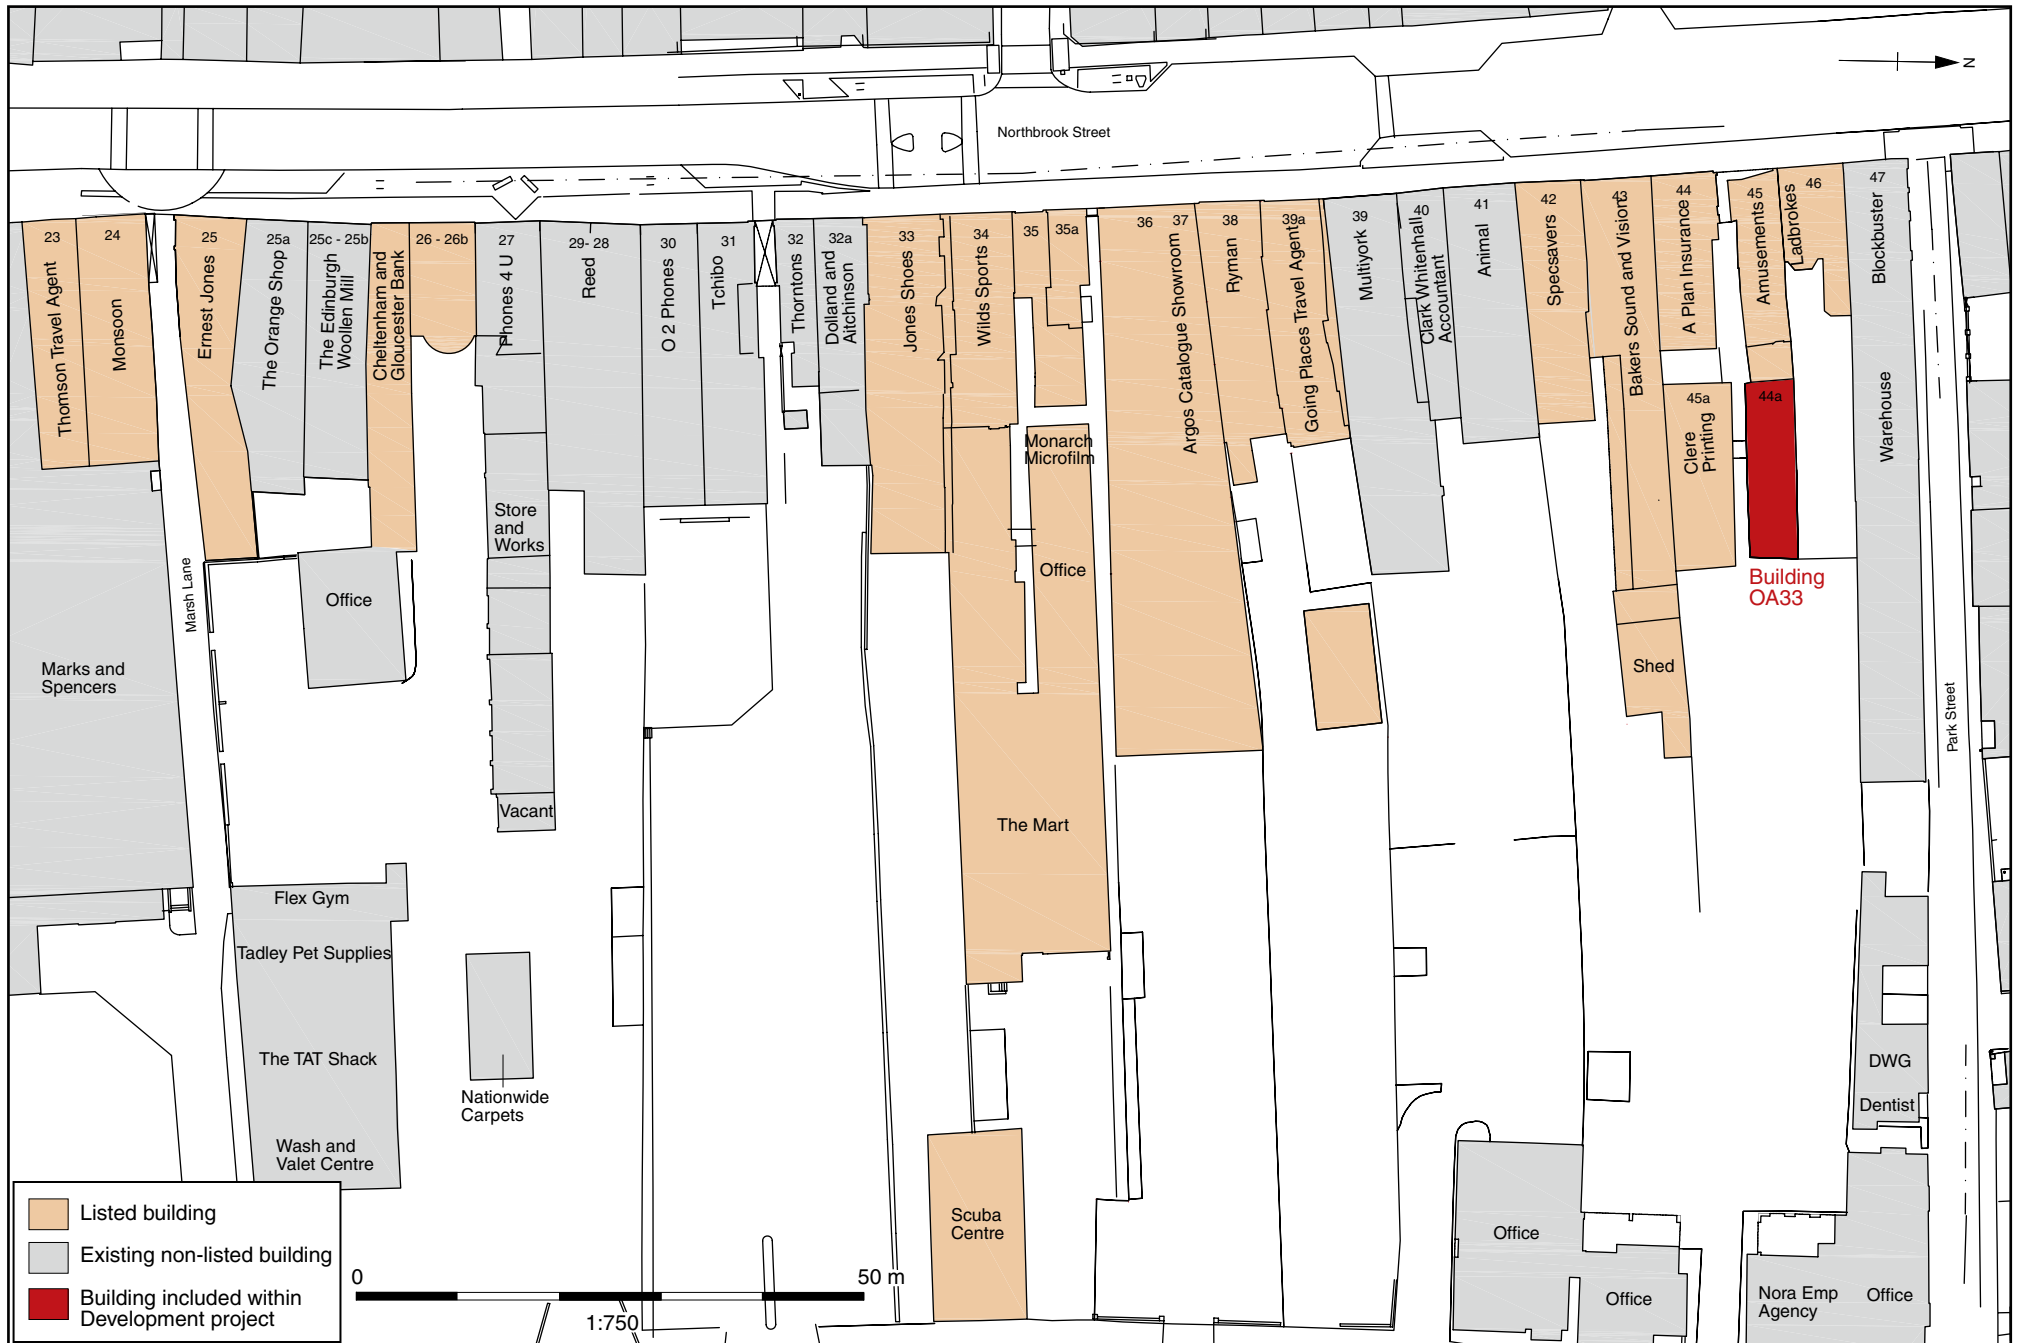 N
Northbrook Street
23
Thomson Travel Agent
24
Monsoon
25
Ernest Jones
25a
The Orange Shop
25c - 25b
The Edinburgh
Woollen Mill
Cheltenham and
Gloucester Bank
26 - 26b
27
Phones 4 U
29- 28
Reed
30
O 2 Phones
31
Tchibo
32
Thorntons
32a
Dolland and
Aitchinson
33
Jones Shoes
34
Wilds Sports
35
35a
36
37
Argos Catalogue Showroom
38
Ryman
39a
Going Places Travel Agents
39
Multiyork
40
Clark Whitenhall
Accountant
41
Animal
42
Specsavers
43
Bakers Sound and Vision
44
A Plan Insurance
45
Amusements
46
Ladbrokes
47
Blockbuster
Warehouse
45a
Clere
Printing
44a
Building
OA33
Monarch
Microfilm
Office
Store
and
Works
Office
Marsh Lane
Marks and
Spencers
Shed
Park Street
Vacant
The Mart
Flex Gym
Tadley Pet Supplies
The TAT Shack
Wash and
Valet Centre
Nationwide
Carpets
DWG
Dentist
Scuba
Centre
Office
Office
Nora Emp
Agency
Office
Listed building
Existing non-listed building
Building included within
Development project
0
50 m
1:750